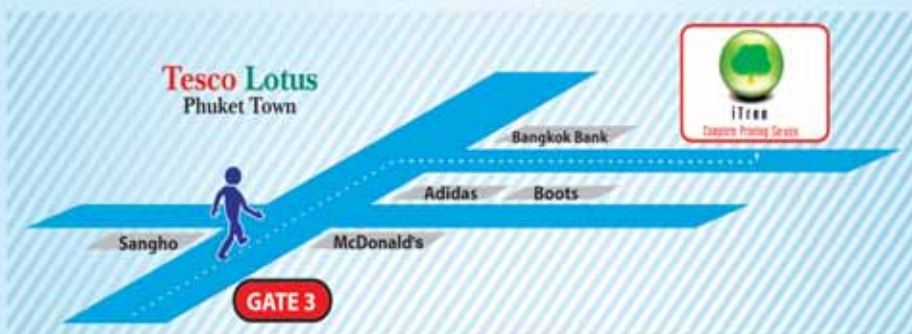 Tesco Lotus
Phuket Town
iTree
Complete Printing Service
Bangkok Bank
Adidas
Boots
Sangho
McDonald's
GATE 3